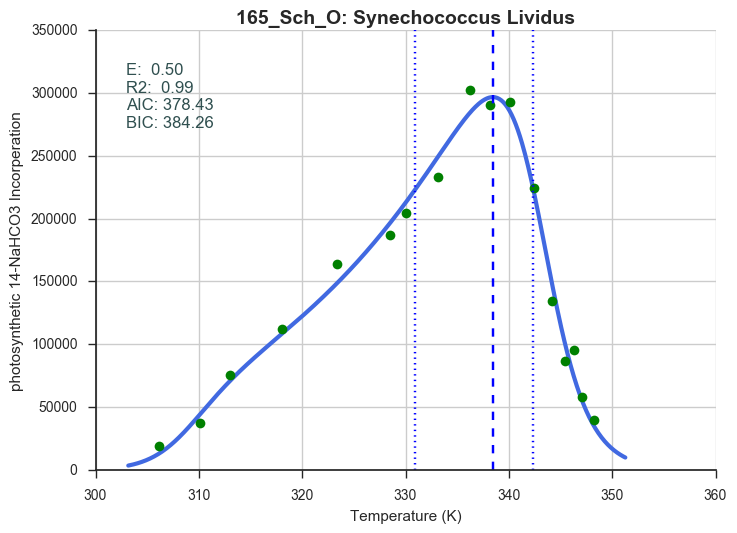 165_Sch_O: Synechococcus Lividus
350000
300000
250000
200000
150000
100000
50000
0
E:  0.50
R2:  0.99
AIC: 378.43
BIC: 384.26
photosynthetic 14-NaHCO3 Incorperation
300
310
320
330
340
350
360
Temperature (K)